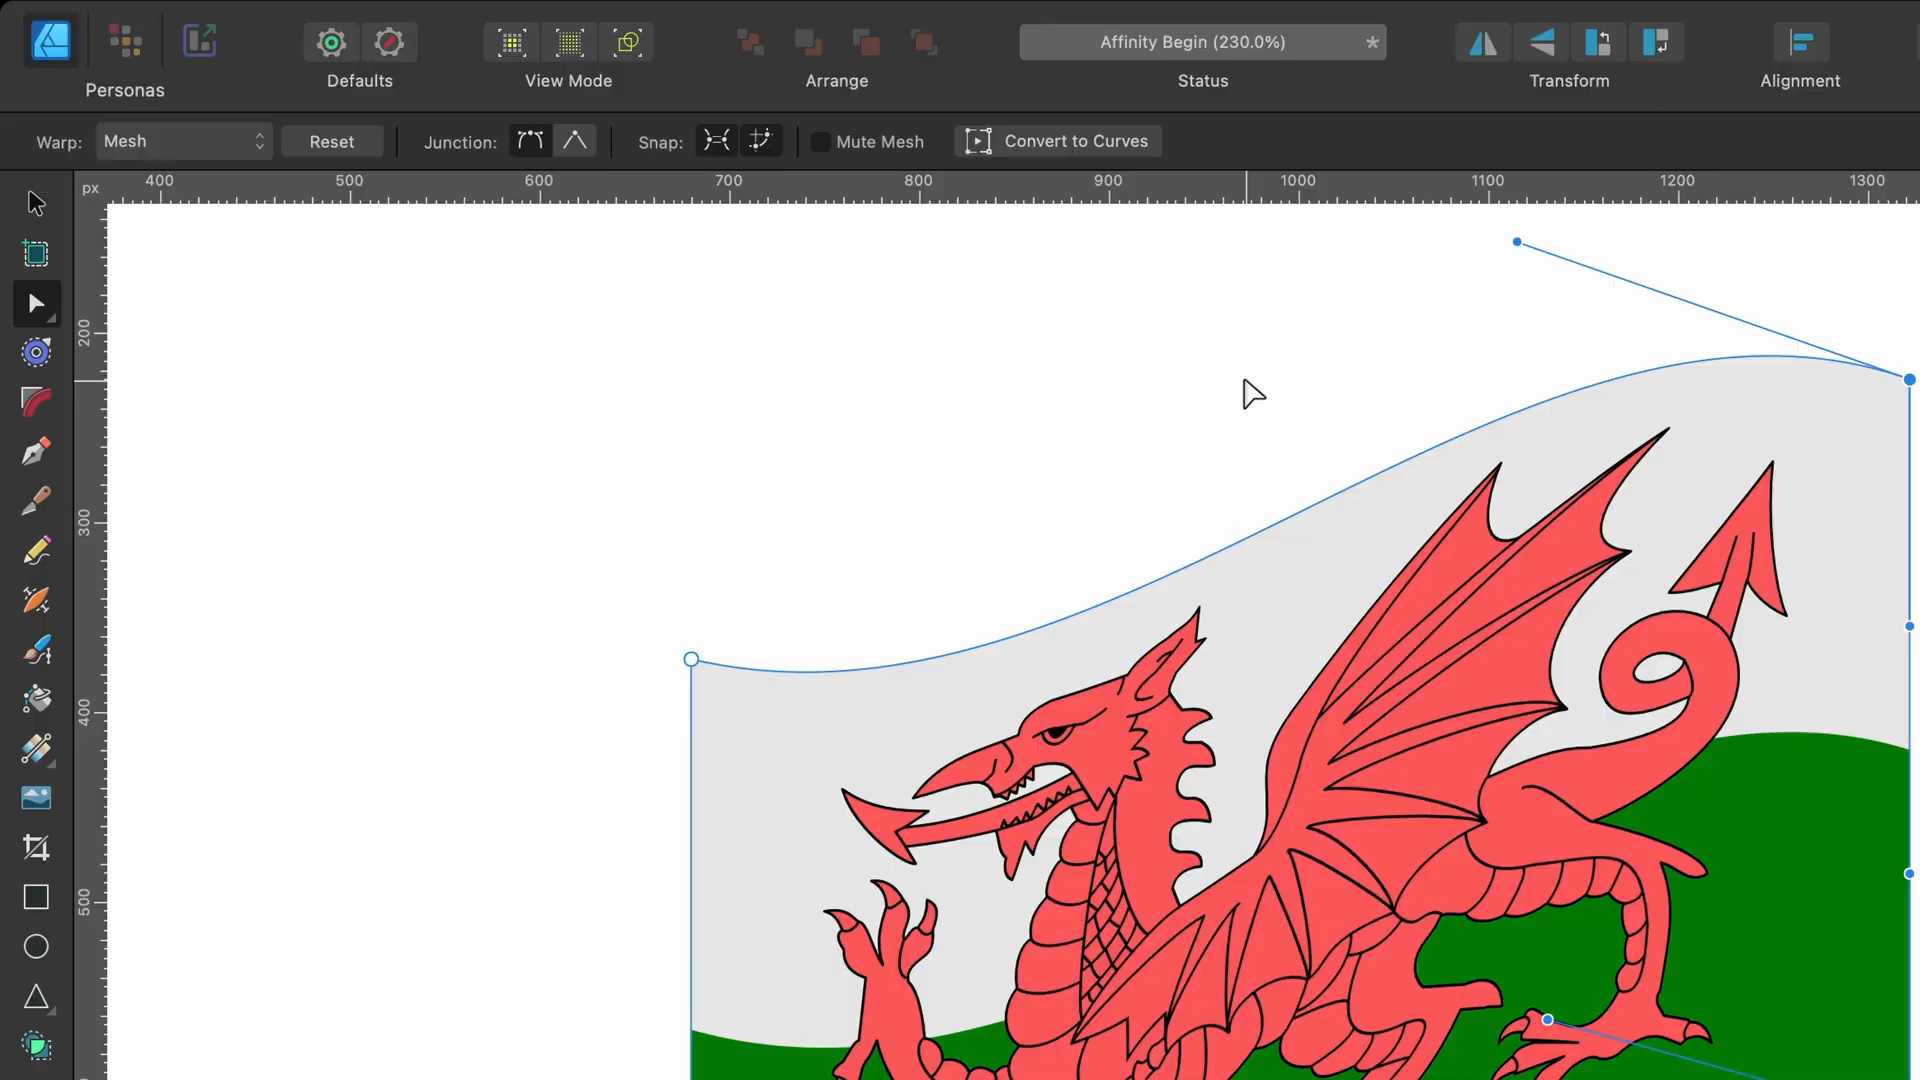 Affinity Begin (230.0%)
*
Personas
Defaults
View Mode
Arrange
Status
Transform
Alignment
Warp: Mesh Reset Junction: Snap: Mute Mesh Convert to Curves
px 400 500 600 700 800 900 1000 1100 1200 1300
200
300
400
500